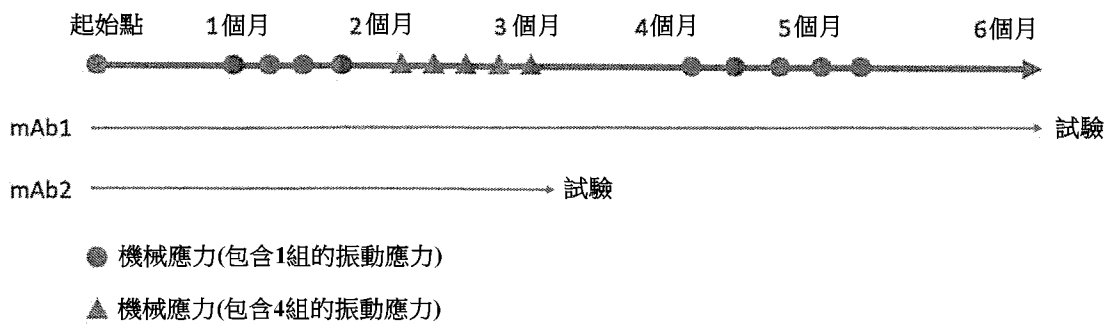 起始點 1個月 2個月 3個月 4個月 5個月 6個月
mAb1 試驗
mAb2 試驗
機械應力(包含1組的振動應力)
機械應力(包含4組的振動應力)